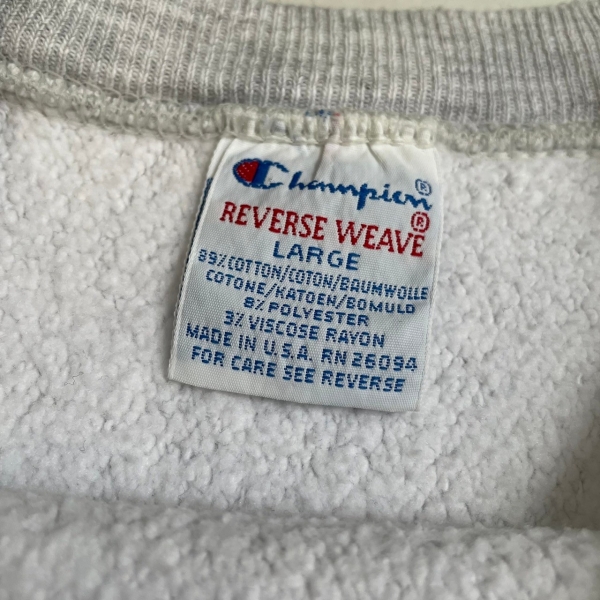 Champion®
REVERSE WEAVE®
LARGE
89% COTTON/COTON/BAUMWOLLE
COTONE/KATOEN/BOMULD
8% POLYESTER
3% VISCOSE RAYON
MADE IN U.S.A. RN 26094
FOR CARE SEE REVERSE